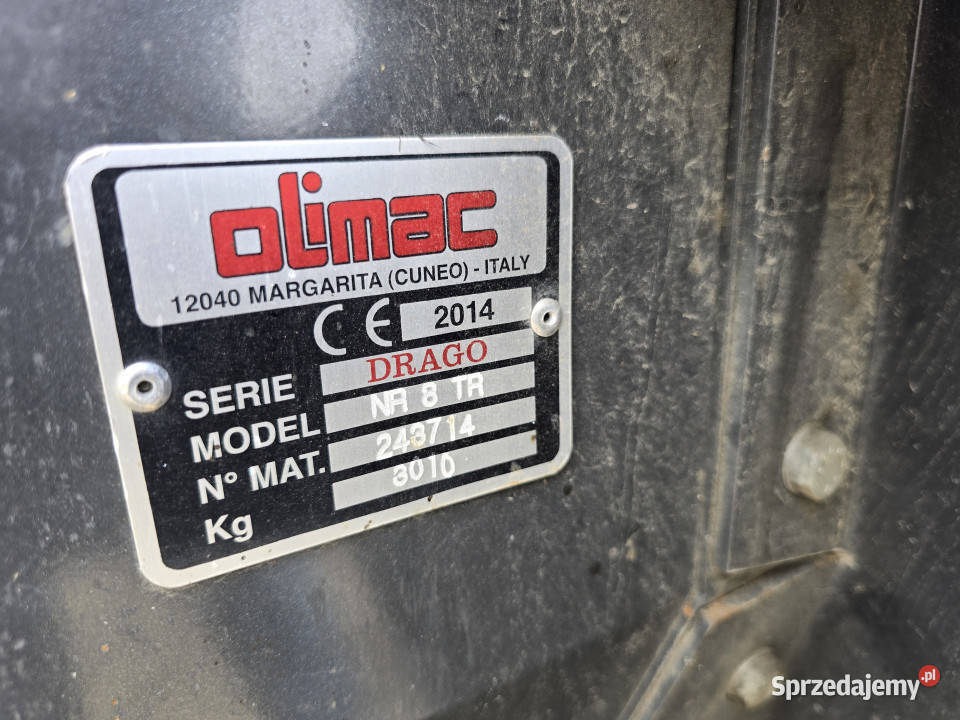 olimac
12040 MARGARITA (CUNEO) - ITALY
CE 2014
SERIE DRAGO
MODEL NR 8 TR
N° MAT. 243714
Kg 3010
Sprzedajemy.pl